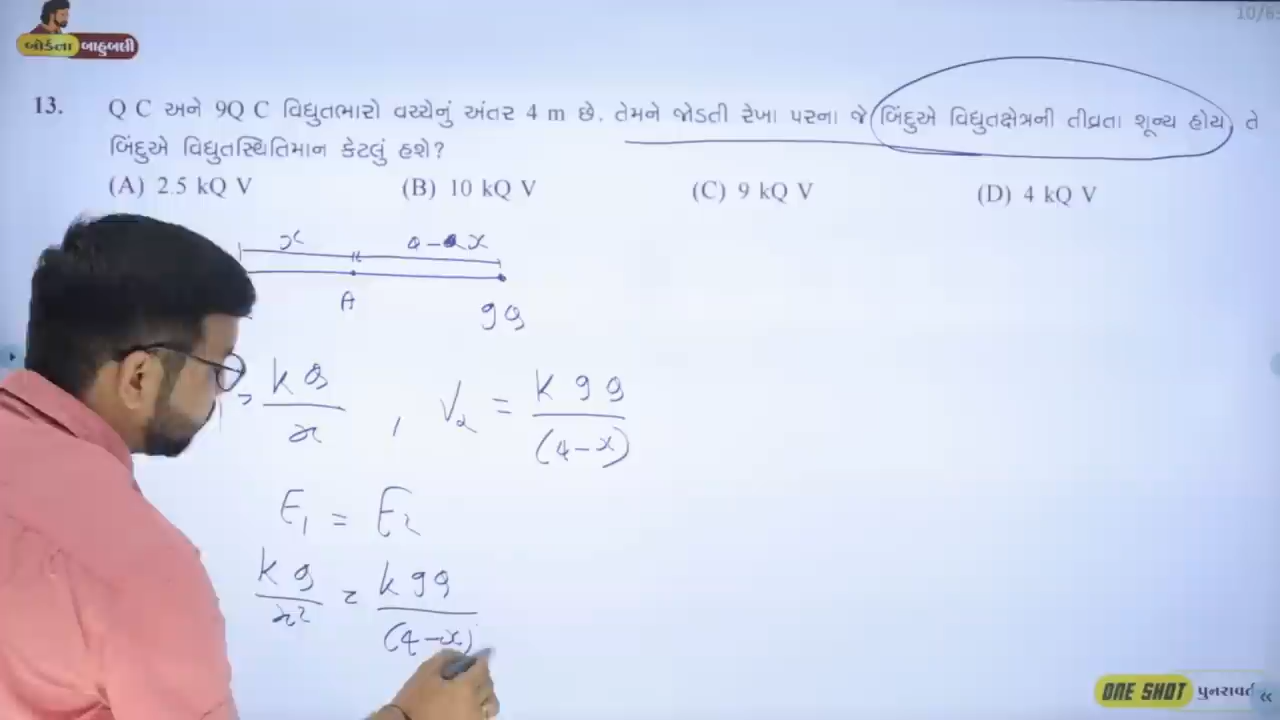 10/6
બોર્ડના બાહુબલી
13. Q C અને 9Q C વિદ્યુતભારો વચ્ચેનું અંતર 4 m છે. તેમને જોડતી રેખા પરના જે બિંદુએ વિદ્યુતક્ષેત્રની તીવ્રતા શૂન્ય હોય, તે
બિંદુએ વિદ્યુતસ્થિતિમાન કેટલું હશે?
(A) 2.5 kQ V (B) 10 kQ V (C) 9 kQ V (D) 4 kQ V
x 4-x
A 9Q
= kQ/x , V2 = k9Q/(4-x)
E1 = E2
kQ/x² = k9Q/(4-x)
ONE SHOT પુનરાવર્ત